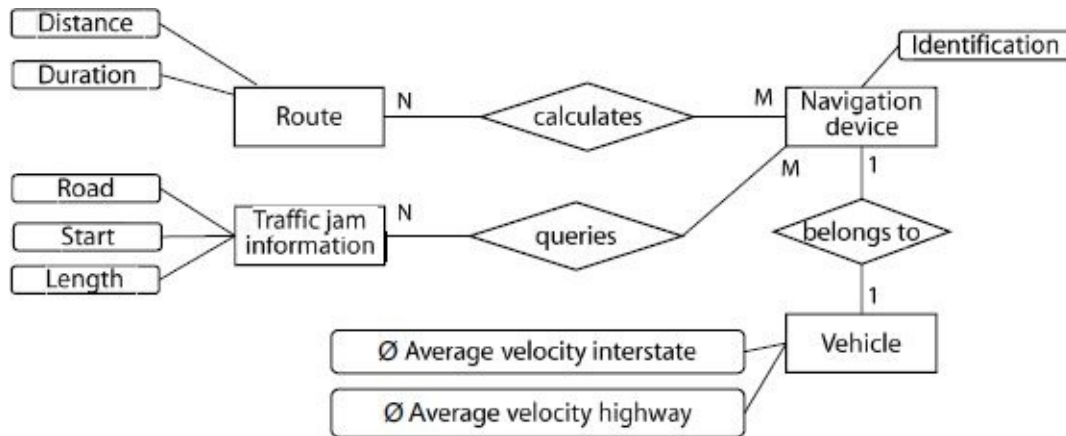 Distance
Identification
Duration
N
M
Route
calculates
Navigation
device
Road
N
M
1
Start
Traffic jam
information
queries
belongs to
Length
1
Ø Average velocity interstate
Vehicle
Ø Average velocity highway